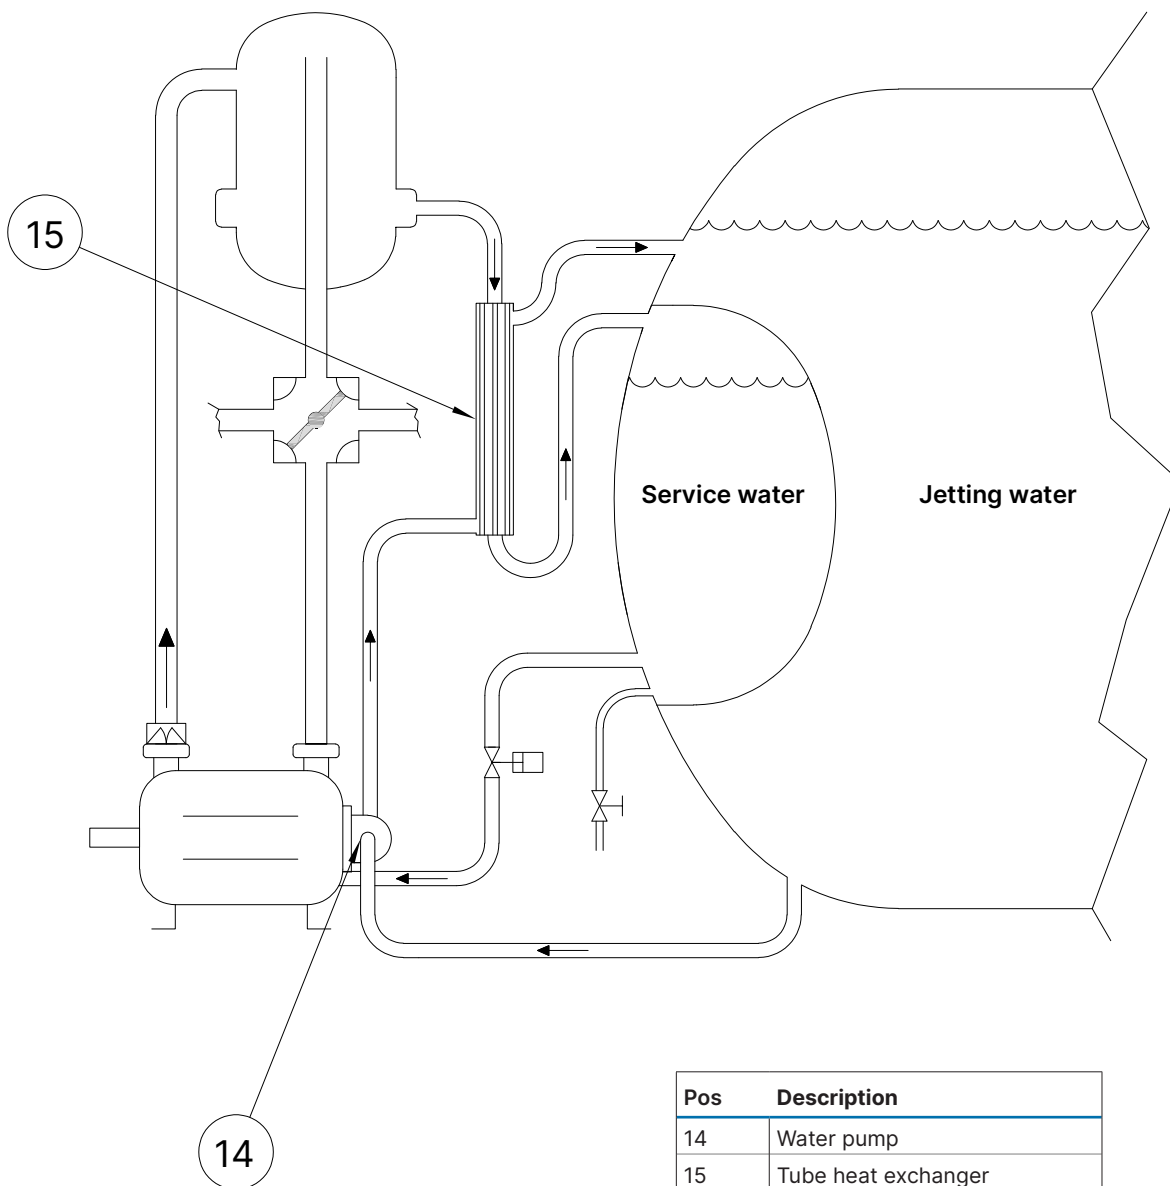 15
Service water
Jetting water
14
Pos Description
14 Water pump
15 Tube heat exchanger